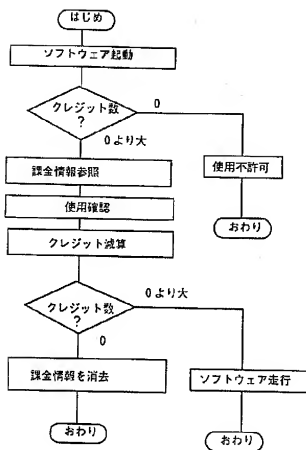 はじめ
ソフトウェア起動
クレジット数
?
0
0より大
課金情報参照
使用不許可
使用確認
おわり
クレジット減算
0より大
クレジット数
?
0
課金情報を消去
ソフトウェア走行
おわり
おわり